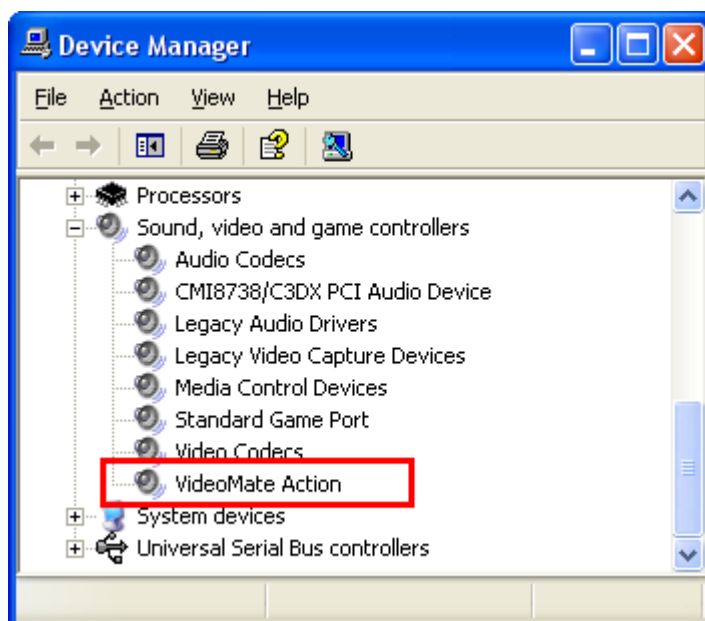 Device Manager
File Action View Help
Processors
Sound, video and game controllers
Audio Codecs
CMI8738/C3DX PCI Audio Device
Legacy Audio Drivers
Legacy Video Capture Devices
Media Control Devices
Standard Game Port
Video Codecs
VideoMate Action
System devices
Universal Serial Bus controllers